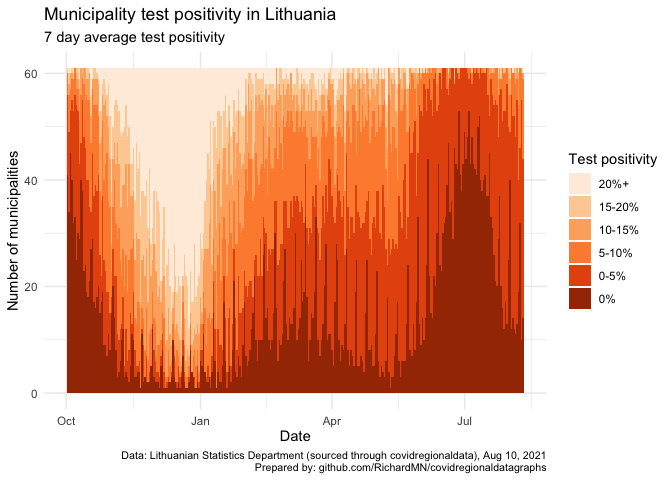 Municipality test positivity in Lithuania
7 day average test positivity
Number of municipalities
60
40
20
0
Oct
Jan
Apr
Jul
Date
Test positivity
20%+
15-20%
10-15%
5-10%
0-5%
0%
Data: Lithuanian Statistics Department (sourced through covidregionaldata), Aug 10, 2021
Prepared by: github.com/RichardMN/covidregionaldatagraphs